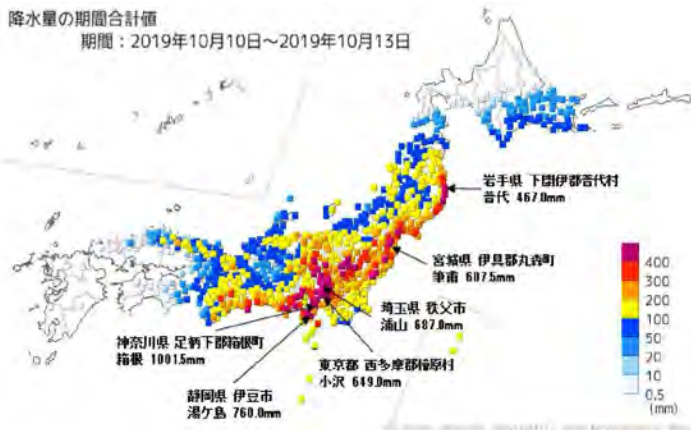 降水量の期間合計値
期間：2019年10月10日～2019年10月13日
岩手県 下閉伊郡普代村
普代 467.0mm
宮城県 伊具郡丸森町
筆甫 607.5mm
埼玉県 秩父市
浦山 687.0mm
神奈川県 足柄下郡箱根町
箱根 1001.5mm
東京都 西多摩郡檜原村
小沢 649.0mm
静岡県 伊豆市
湯ケ島 760.0mm
400
300
200
100
50
20
10
0.5
(mm)